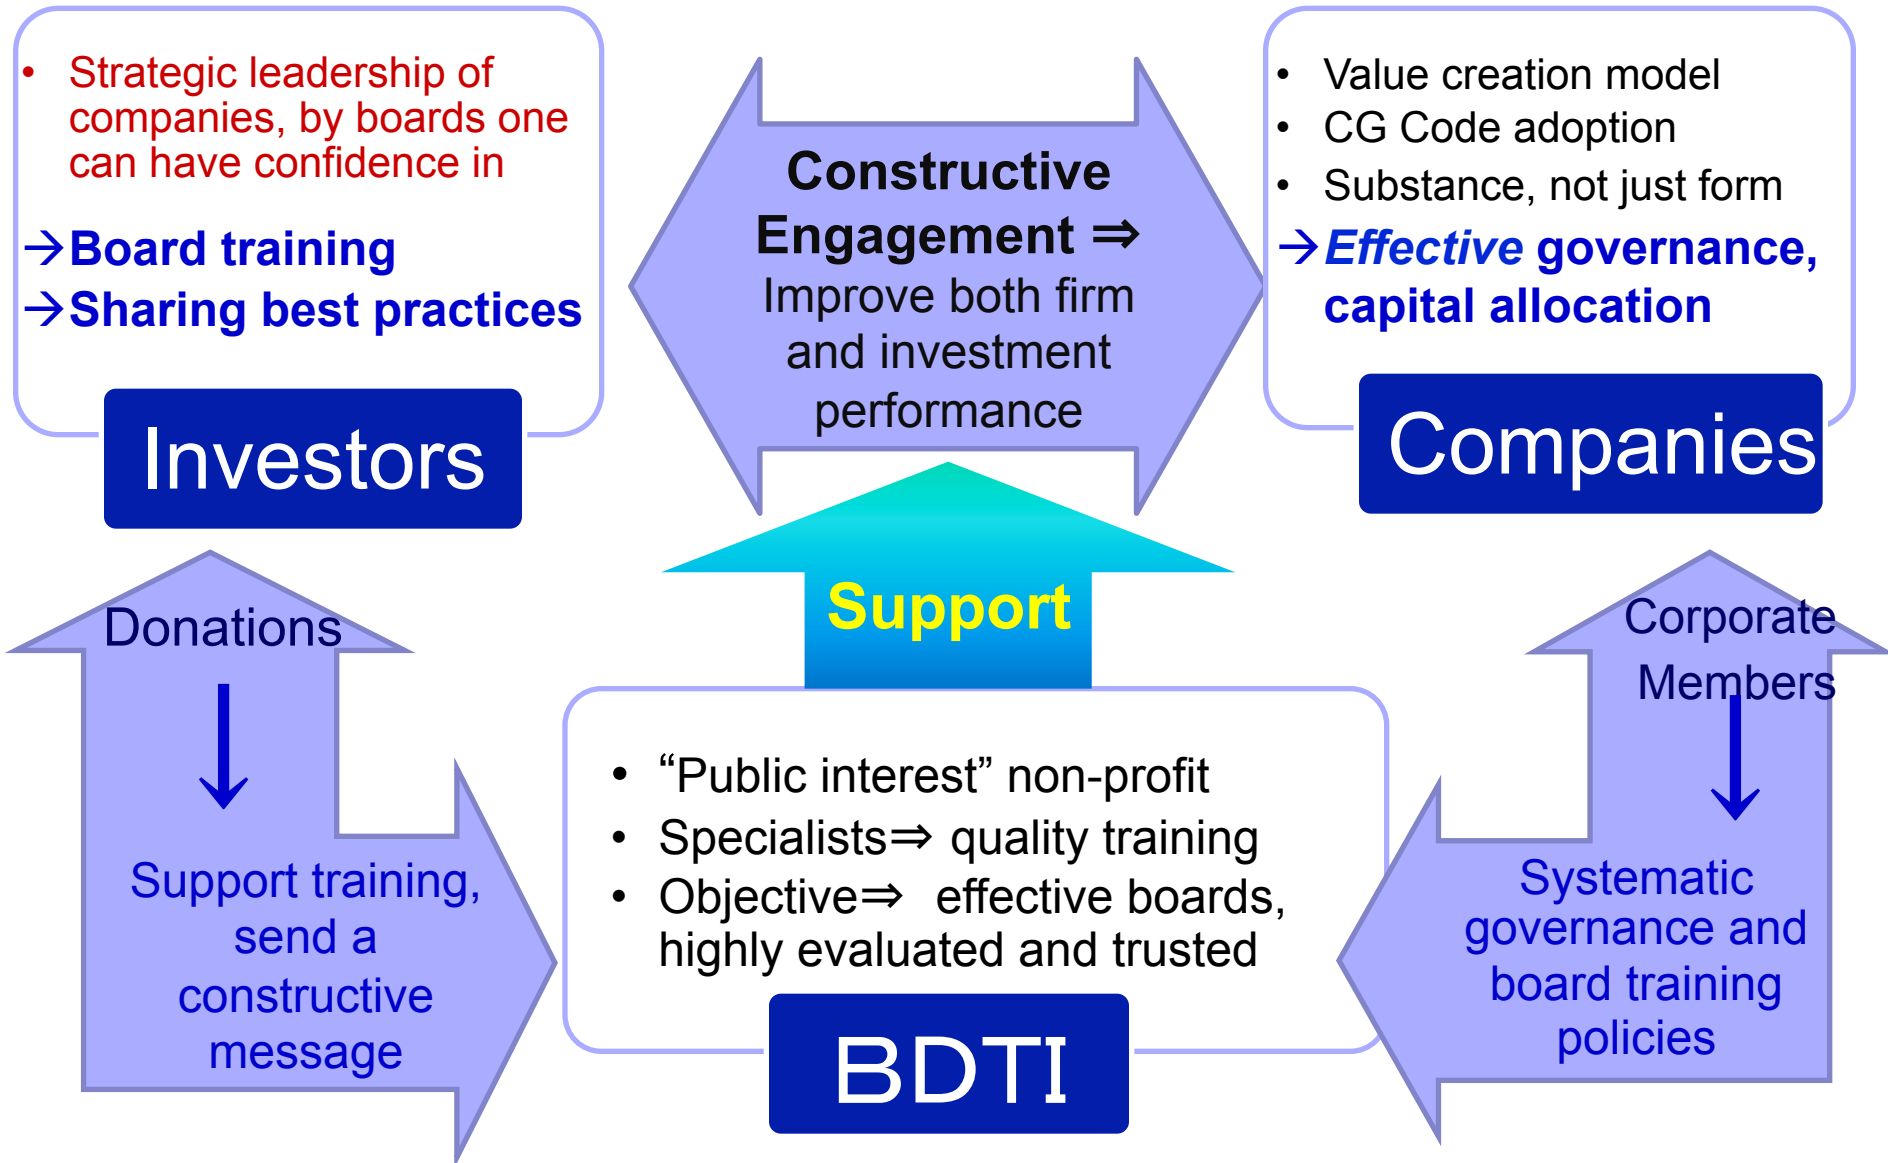 • Strategic leadership of
companies, by boards one
can have confidence in
→Board training
→Sharing best practices
Investors
Constructive
Engagement ⇒
Improve both firm
and investment
performance
• Value creation model
• CG Code adoption
• Substance, not just form
→Effective governance,
capital allocation
Companies
Support
Donations
Support training,
send a
constructive
message
• “Public interest” non-profit
• Specialists⇒ quality training
• Objective⇒ effective boards,
highly evaluated and trusted
BDTI
Corporate
Members
Systematic
governance and
board training
policies